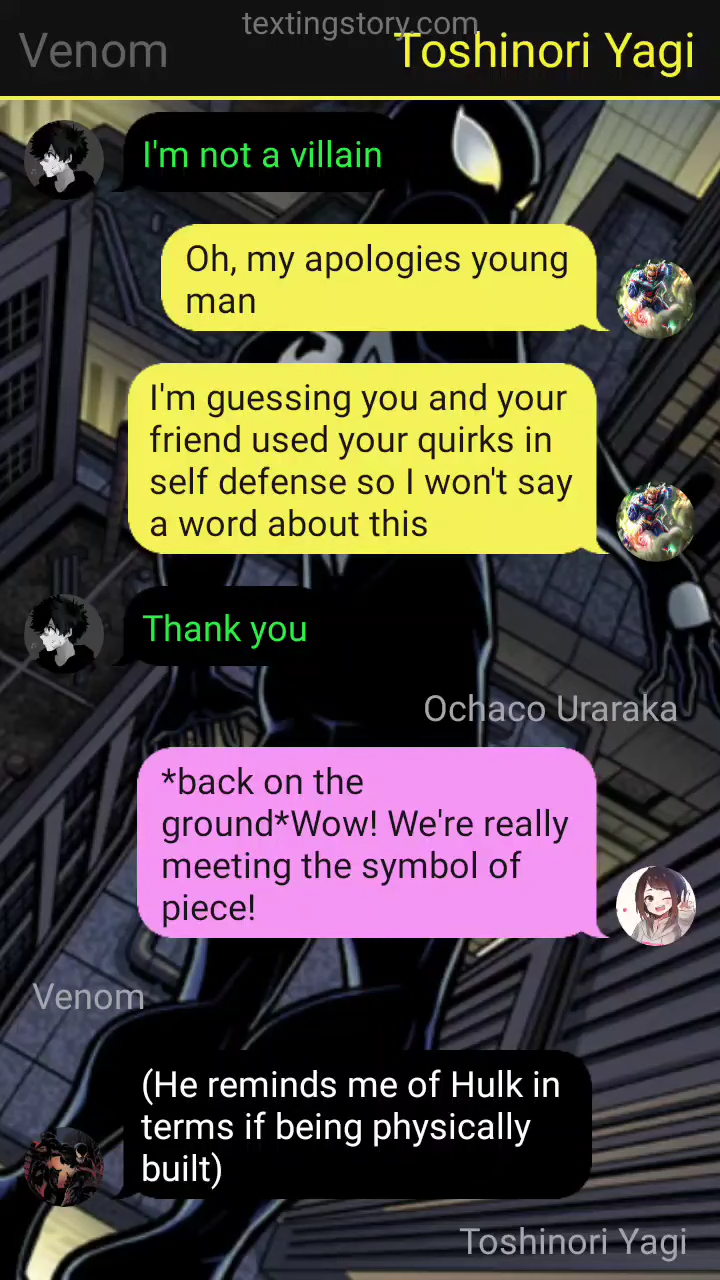 textingstory.com
Venom
Toshinori Yagi
I'm not a villain
Oh, my apologies young
man
I'm guessing you and your
friend used your quirks in
self defense so I won't say
a word about this
Thank you
Ochaco Uraraka
*back on the
ground*Wow! We're really
meeting the symbol of
piece!
Venom
(He reminds me of Hulk in
terms if being physically
built)
Toshinori Yagi